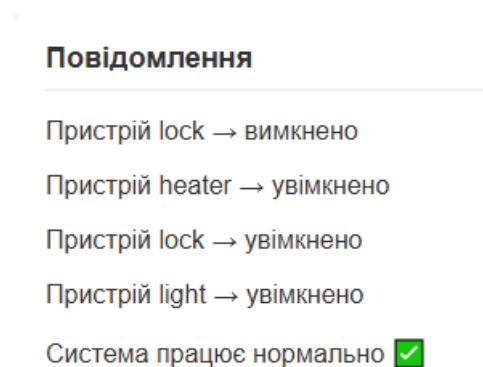 Повідомлення
Пристрій lock → вимкнено
Пристрій heater → увімкнено
Пристрій lock → увімкнено
Пристрій light → увімкнено
Система працює нормально ✅